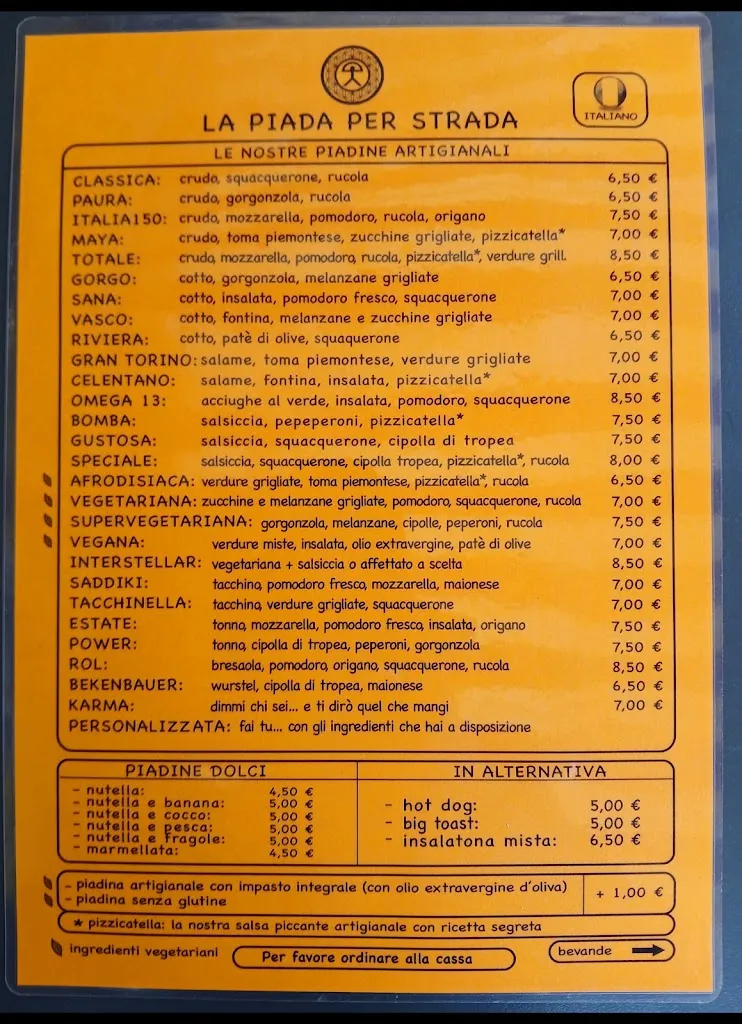 LA PIADA PER STRADA
ITALIANO
LE NOSTRE PIADINE ARTIGIANALI
CLASSICA: crudo, squacquerone, rucola 6,50 €
PAURA: crudo, gorgonzola, rucola 6,50 €
ITALIA150: crudo, mozzarella, pomodoro, rucola, origano 7,50 €
MAYA: crudo, toma piemontese, zucchine grigliate, pizzicatella* 7,00 €
TOTALE: crudo, mozzarella, pomodoro, rucola, pizzicatella*, verdure grill. 8,50 €
GORGO: cotto, gorgonzola, melanzane grigliate 6,50 €
SANA: cotto, insalata, pomodoro fresco, squacquerone 7,00 €
VASCO: cotto, fontina, melanzane e zucchine grigliate 7,00 €
RIVIERA: cotto, patè di olive, squaquerone 6,50 €
GRAN TORINO: salame, toma piemontese, verdure grigliate 7,00 €
CELENTANO: salame, fontina, insalata, pizzicatella* 7,00 €
OMEGA 13: acciughe al verde, insalata, pomodoro, squacquerone 8,50 €
BOMBA: salsiccia, pepeperoni, pizzicatella* 7,50 €
GUSTOSA: salsiccia, squacquerone, cipolla di tropea 7,50 €
SPECIALE: salsiccia, squacquerone, cipolla tropea, pizzicatella*, rucola 8,00 €
AFRODISIACA: verdure grigliate, toma piemontese, pizzicatella*, rucola 6,50 €
VEGETARIANA: zucchine e melanzane grigliate, pomodoro, squacquerone, rucola 7,00 €
SUPERVEGETARIANA: gorgonzola, melanzane, cipolle, peperoni, rucola 7,50 €
VEGANA: verdure miste, insalata, olio extravergine, patè di olive 7,00 €
INTERSTELLAR: vegetariana + salsiccia o affettato a scelta 8,50 €
SADDIKI: tacchino, pomodoro fresco, mozzarella, maionese 7,00 €
TACCHINELLA: tacchino, verdure grigliate, squacquerone 7,00 €
ESTATE: tonno, mozzarella, pomodoro fresco, insalata, origano 7,50 €
POWER: tonno, cipolla di tropea, peperoni, gorgonzola 7,50 €
ROL: bresaola, pomodoro, origano, squacquerone, rucola 8,50 €
BEKENBAUER: wurstel, cipolla di tropea, maionese 6,50 €
KARMA: dimmi chi sei... e ti dirò quel che mangi 7,00 €
PERSONALIZZATA: fai tu... con gli ingredienti che hai a disposizione
PIADINE DOLCI
- nutella: 4,50 €
- nutella e banana: 5,00 €
- nutella e cocco: 5,00 €
- nutella e pesca: 5,00 €
- nutella e fragole: 5,00 €
- marmellata: 4,50 €
IN ALTERNATIVA
- hot dog: 5,00 €
- big toast: 5,00 €
- insalatona mista: 6,50 €
- piadina artigianale con impasto integrale (con olio extravergine d'oliva)
- piadina senza glutine
+ 1,00 €
* pizzicatella: la nostra salsa piccante artigianale con ricetta segreta
ingredienti vegetariani
Per favore ordinare alla cassa
bevande